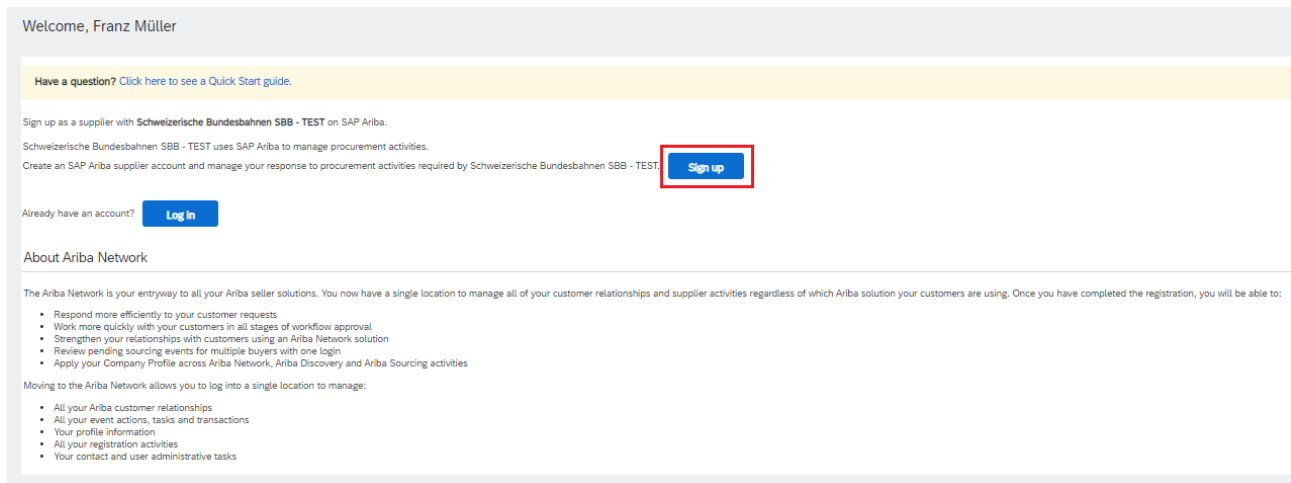 Welcome, Franz Müller
Have a question? Click here to see a Quick Start guide.
Sign up as a supplier with Schweizerische Bundesbahnen SBB - TEST on SAP Ariba.
Schweizerische Bundesbahnen SBB - TEST uses SAP Ariba to manage procurement activities.
Create an SAP Ariba supplier account and manage your response to procurement activities required by Schweizerische Bundesbahnen SBB - TEST. Sign up
Already have an account? Log in
About Ariba Network
The Ariba Network is your entryway to all your Ariba seller solutions. You now have a single location to manage all of your customer relationships and supplier activities regardless of which Ariba solution your customers are using. Once you have completed the registration, you will be able to:
• Respond more efficiently to your customer requests
• Work more quickly with your customers in all stages of workflow approval
• Strengthen your relationships with customers using an Ariba Network solution
• Review pending sourcing events for multiple buyers with one login
• Apply your Company Profile across Ariba Network, Ariba Discovery and Ariba Sourcing activities
Moving to the Ariba Network allows you to log into a single location to manage:
• All your Ariba customer relationships
• All your event actions, tasks and transactions
• Your profile information
• All your registration activities
• Your contact and user administrative tasks